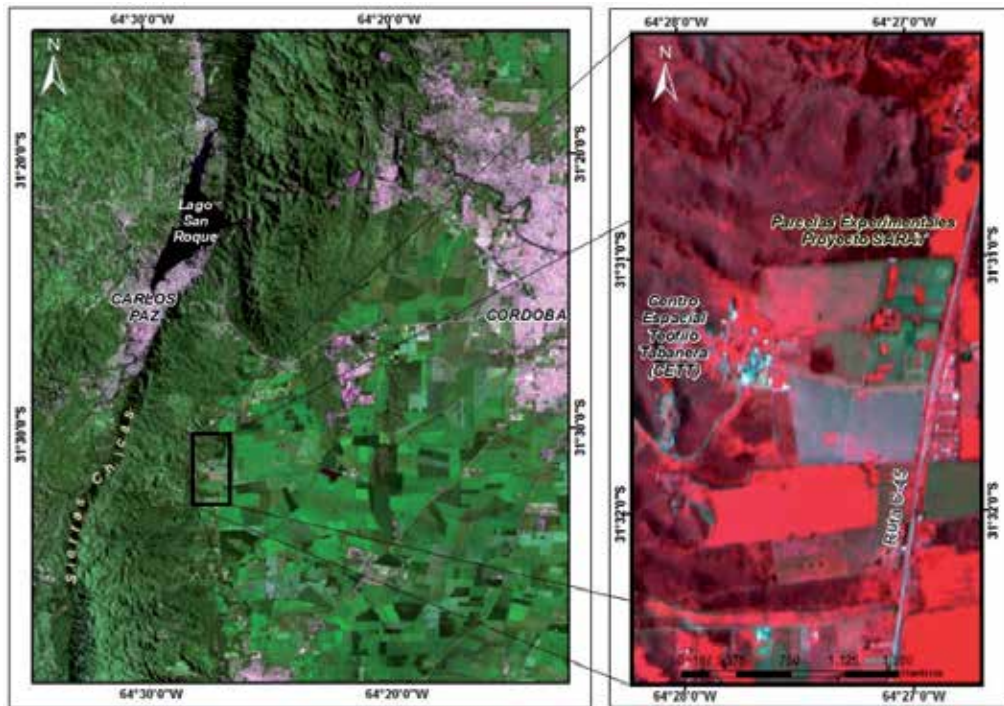 64°30'0"W
64°20'0"W
64°28'0"W
64°27'0"W
N
N
31°20'0"S
31°20'0"S
Lago
San
Roque
CARLOS
PAZ
CORDOBA
31°30'0"S
31°30'0"S
Sierras Chicas
64°30'0"W
64°20'0"W
Parcelas Experimentales
Proyecto SARAT
31°31'0"S
31°31'0"S
Centro
Espacial
Teofilo
Tabanera
(CETT)
31°32'0"S
31°32'0"S
750
1.125
64°28'0"W
64°27'0"W